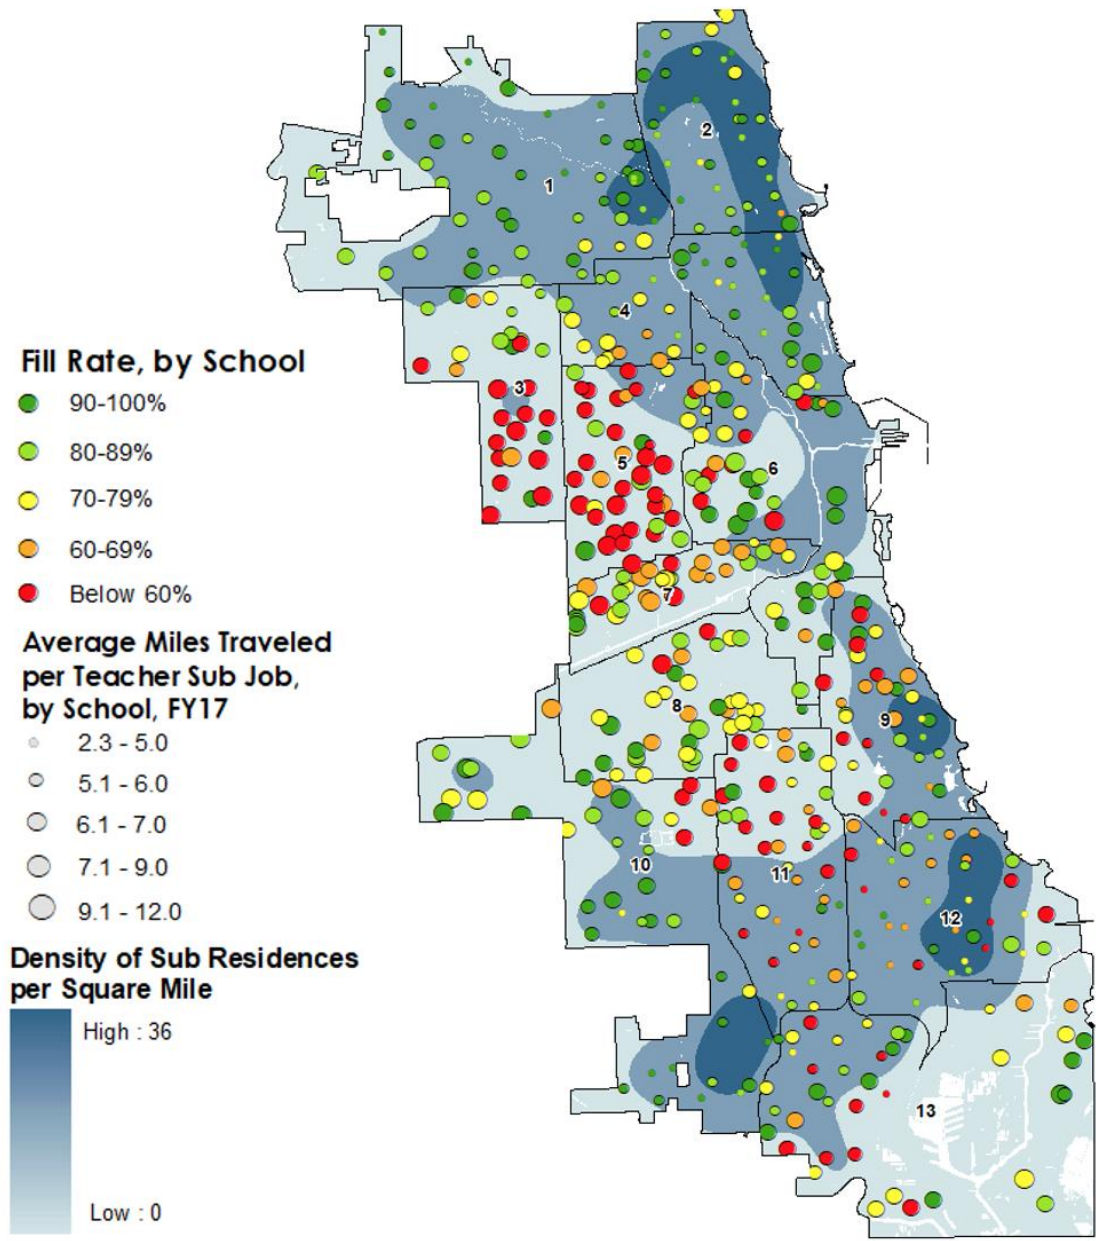 2
1
4
Fill Rate, by School
90-100%
3
80-89%
5
6
70-79%
60-69%
Below 60%
7
Average Miles Traveled
per Teacher Sub Job,
by School, FY17
8
9
2.3 - 5.0
5.1 - 6.0
6.1 - 7.0
7.1 - 9.0
10
11
9.1 - 12.0
12
Density of Sub Residences
per Square Mile
High : 36
13
Low : 0